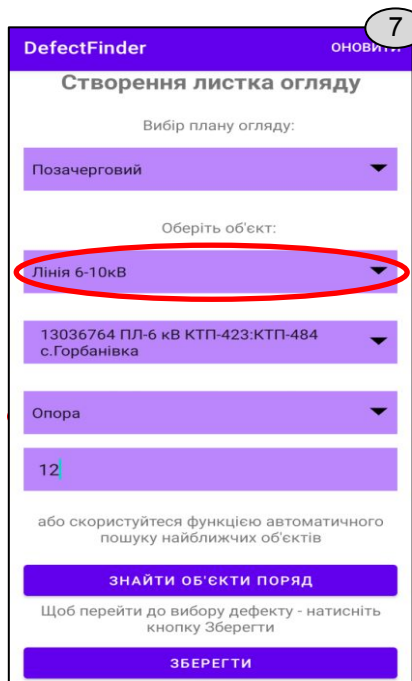 7
DefectFinder
ОНОВИТИ
Створення листка огляду
Вибір плану огляду:
Позачерговий
Оберіть об'єкт:
Лінія 6-10кВ
13036764 ПЛ-6 кВ КТП-423:КТП-484
с.Горбанівка
Опора
12
або скористуйтеся функцією автоматичного
пошуку найближчих об'єктів
ЗНАЙТИ ОБ'ЄКТИ ПОРЯД
Щоб перейти до вибору дефекту - натисніть
кнопку Зберегти
ЗБЕРЕГТИ